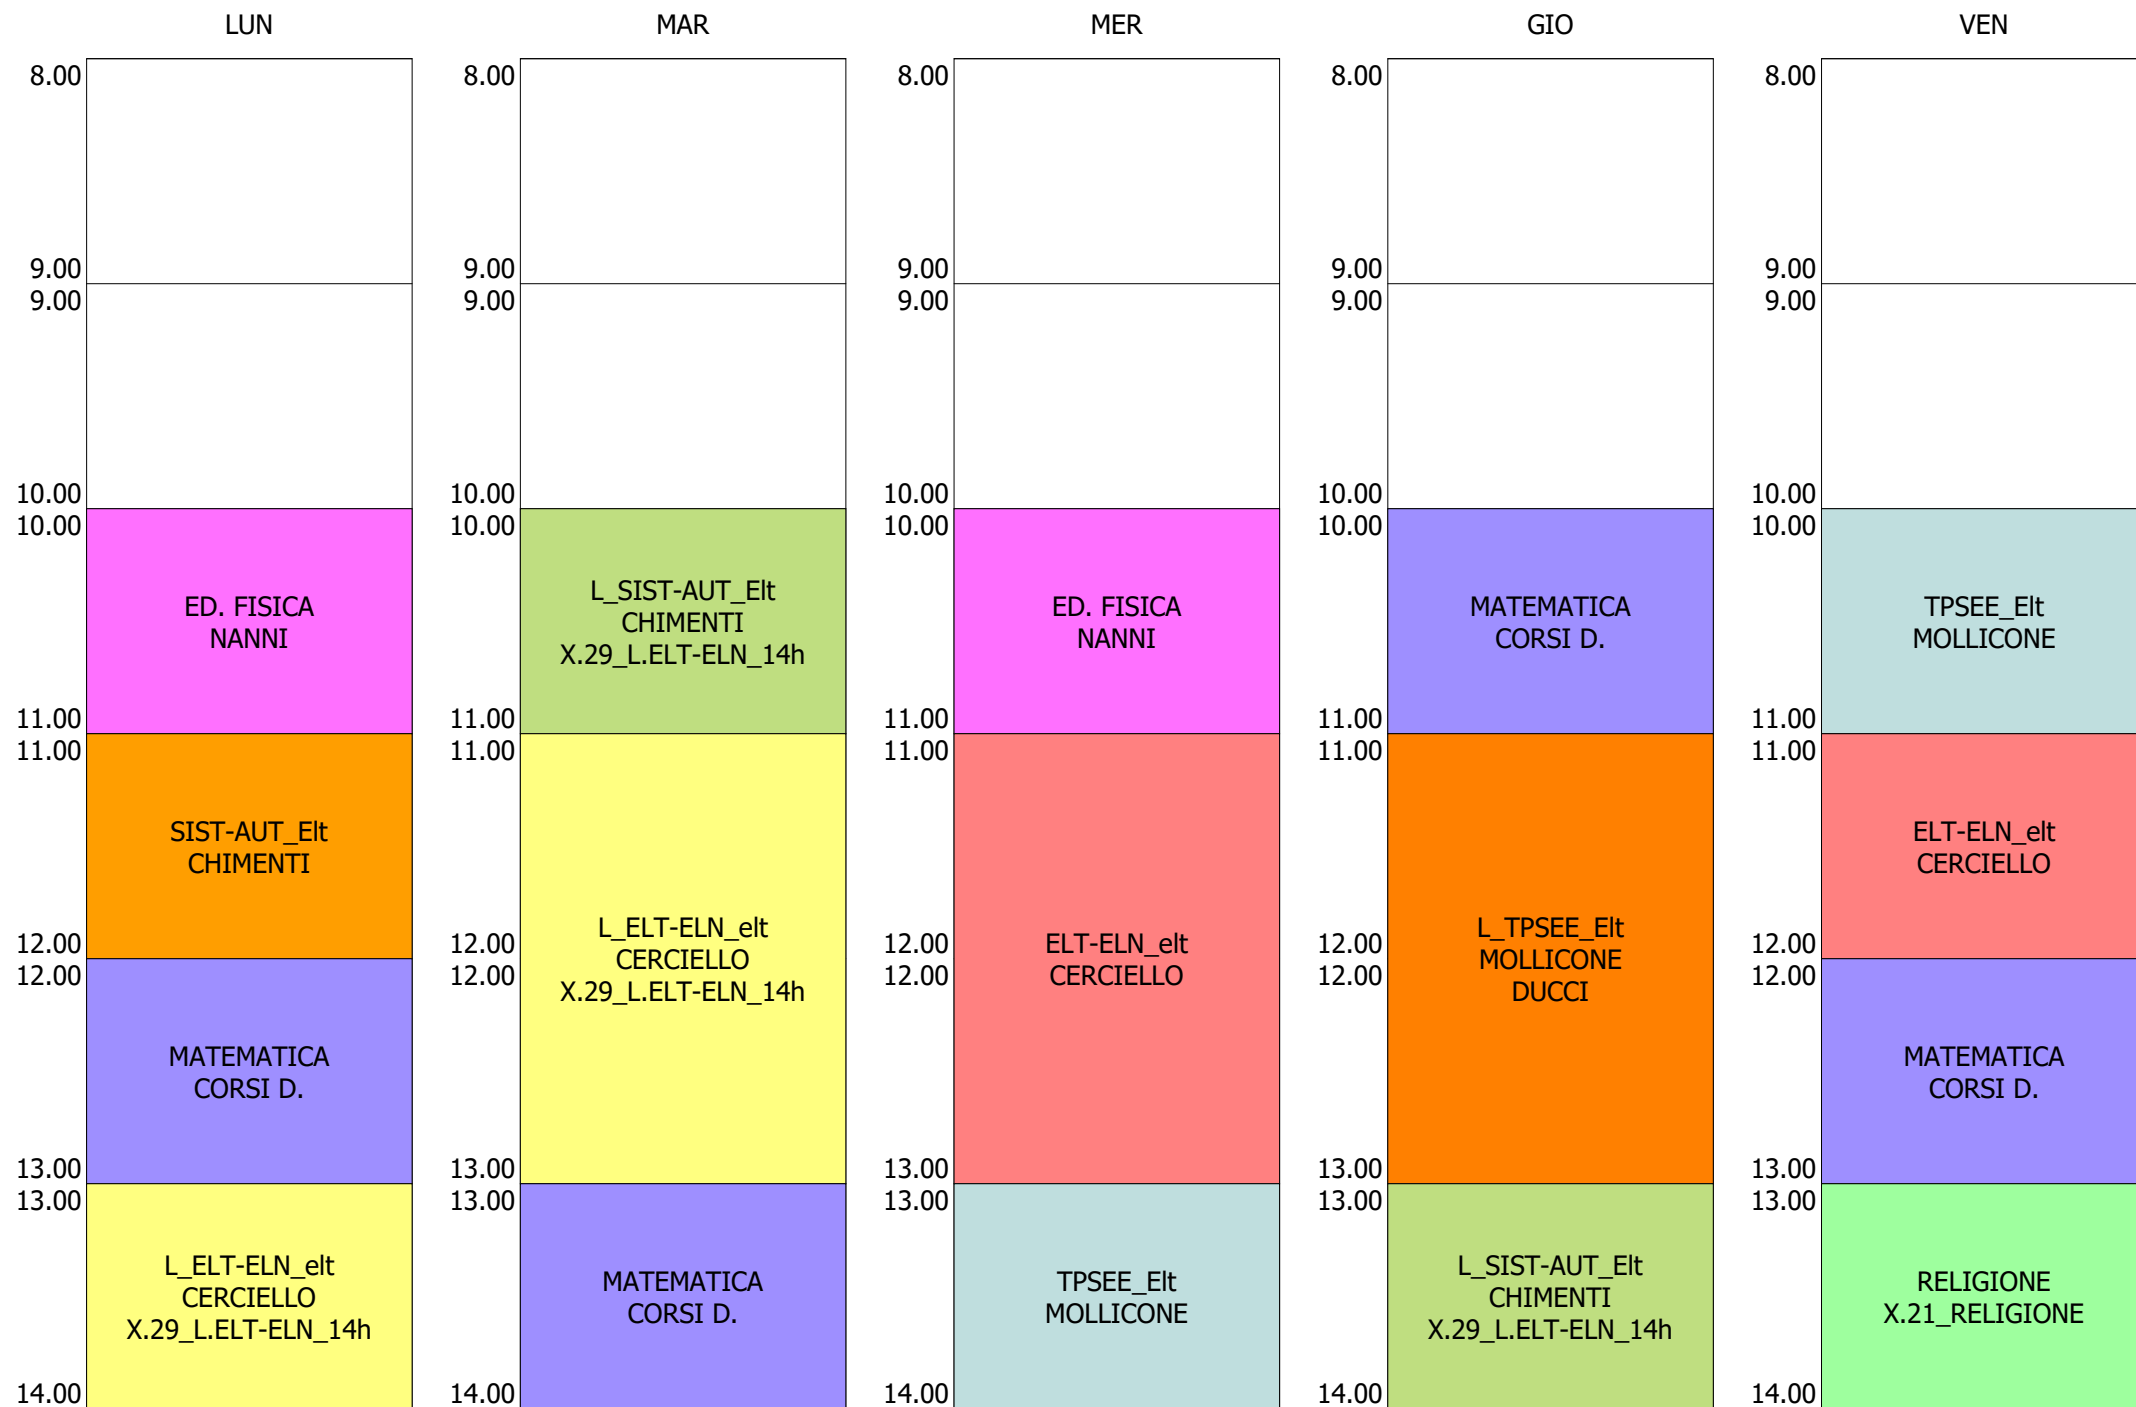 LUN
8.00
9.00
9.00
10.00
10.00
ED. FISICA
NANNI
11.00
11.00
SIST-AUT_Elt
CHIMENTI
12.00
12.00
MATEMATICA
CORSI D.
13.00
13.00
L_ELT-ELN_elt
CERCIELLO
X.29_L.ELT-ELN_14h
14.00
MAR
8.00
9.00
9.00
10.00
10.00
L_SIST-AUT_Elt
CHIMENTI
X.29_L.ELT-ELN_14h
11.00
11.00
L_ELT-ELN_elt
CERCIELLO
X.29_L.ELT-ELN_14h
12.00
12.00
13.00
13.00
MATEMATICA
CORSI D.
14.00
MER
8.00
9.00
9.00
10.00
10.00
ED. FISICA
NANNI
11.00
11.00
ELT-ELN_elt
CERCIELLO
12.00
12.00
13.00
13.00
TPSEE_Elt
MOLLICONE
14.00
GIO
8.00
9.00
9.00
10.00
10.00
MATEMATICA
CORSI D.
11.00
11.00
L_TPSEE_Elt
MOLLICONE
DUCCI
12.00
12.00
13.00
13.00
L_SIST-AUT_Elt
CHIMENTI
X.29_L.ELT-ELN_14h
14.00
VEN
8.00
9.00
9.00
10.00
10.00
TPSEE_Elt
MOLLICONE
11.00
11.00
ELT-ELN_elt
CERCIELLO
12.00
12.00
MATEMATICA
CORSI D.
13.00
13.00
RELIGIONE
X.21_RELIGIONE
14.00